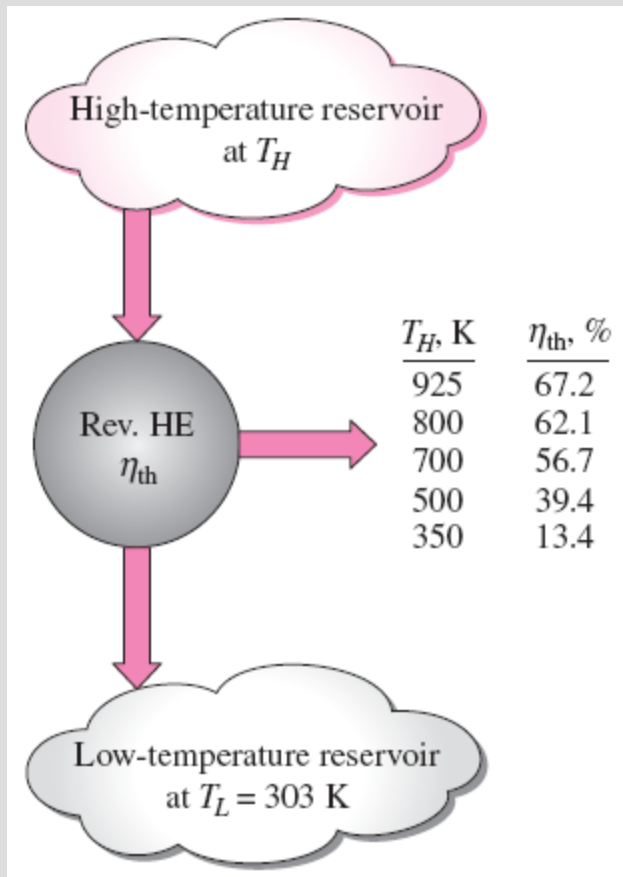 High-temperature reservoir
at T_H
T_H, K η_th, %
925 67.2
Rev. HE
800 62.1
η_th
700 56.7
500 39.4
350 13.4
Low-temperature reservoir
at T_L = 303 K